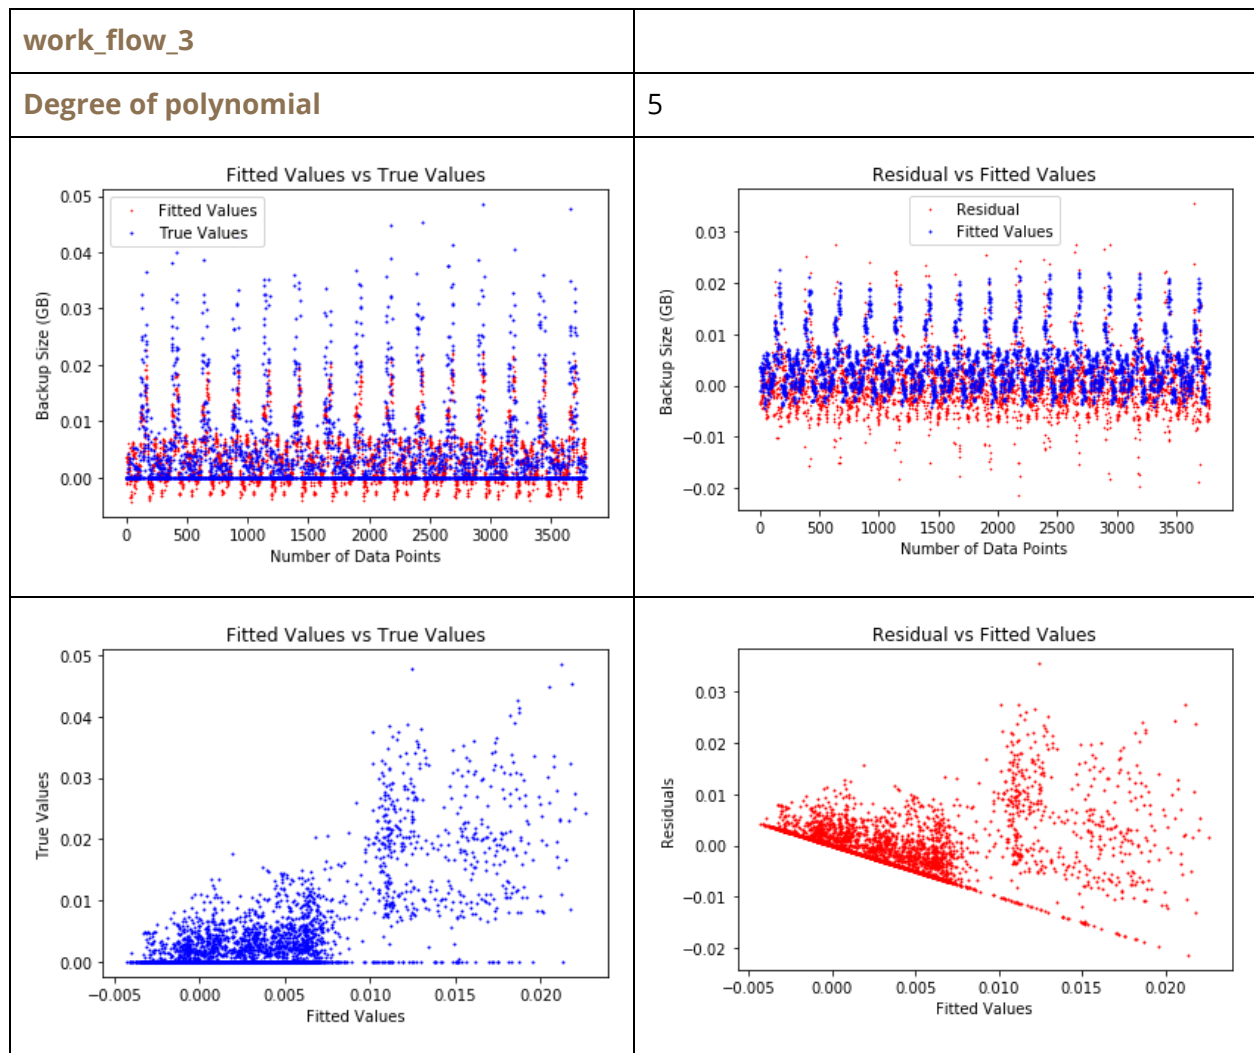 work_flow_3
Degree of polynomial 5
Fitted Values vs True Values
Fitted Values
True Values
0.05
0.04
0.03
0.02
0.01
0.00
Backup Size (GB)
0 500 1000 1500 2000 2500 3000 3500
Number of Data Points
Residual vs Fitted Values
Residual
Fitted Values
0.03
0.02
0.01
0.00
−0.01
−0.02
Backup Size (GB)
0 500 1000 1500 2000 2500 3000 3500
Number of Data Points
Fitted Values vs True Values
0.05
0.04
0.03
0.02
0.01
0.00
True Values
−0.005 0.000 0.005 0.010 0.015 0.020
Fitted Values
Residual vs Fitted Values
0.03
0.02
0.01
0.00
−0.01
−0.02
Residuals
−0.005 0.000 0.005 0.010 0.015 0.020
Fitted Values